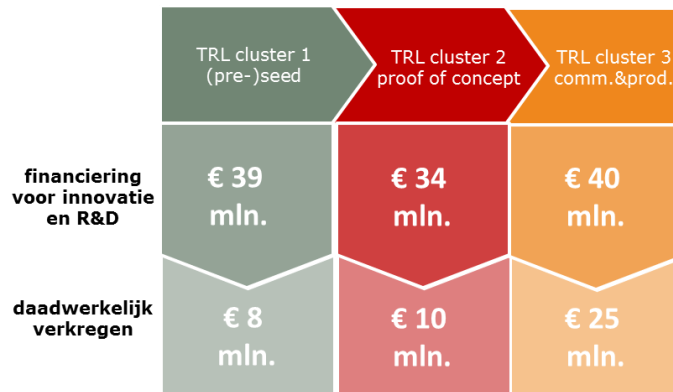 TRL cluster 1
(pre-)seed
TRL cluster 2
proof of concept
TRL cluster 3
comm.&prod.
financiering
voor innovatie
en R&D
€ 39
mln.
€ 34
mln.
€ 40
mln.
daadwerkelijk
verkregen
€ 8
mln.
€ 10
mln.
€ 25
mln.